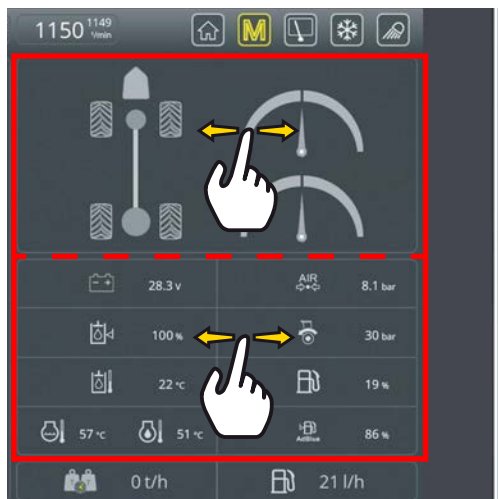 1150 1149 1/min
M
28.3 v AIR 8.1 bar
100 % 30 bar
22 °C 19 %
57 °C 51 °C AdBlue 86 %
0 t/h 21 l/h